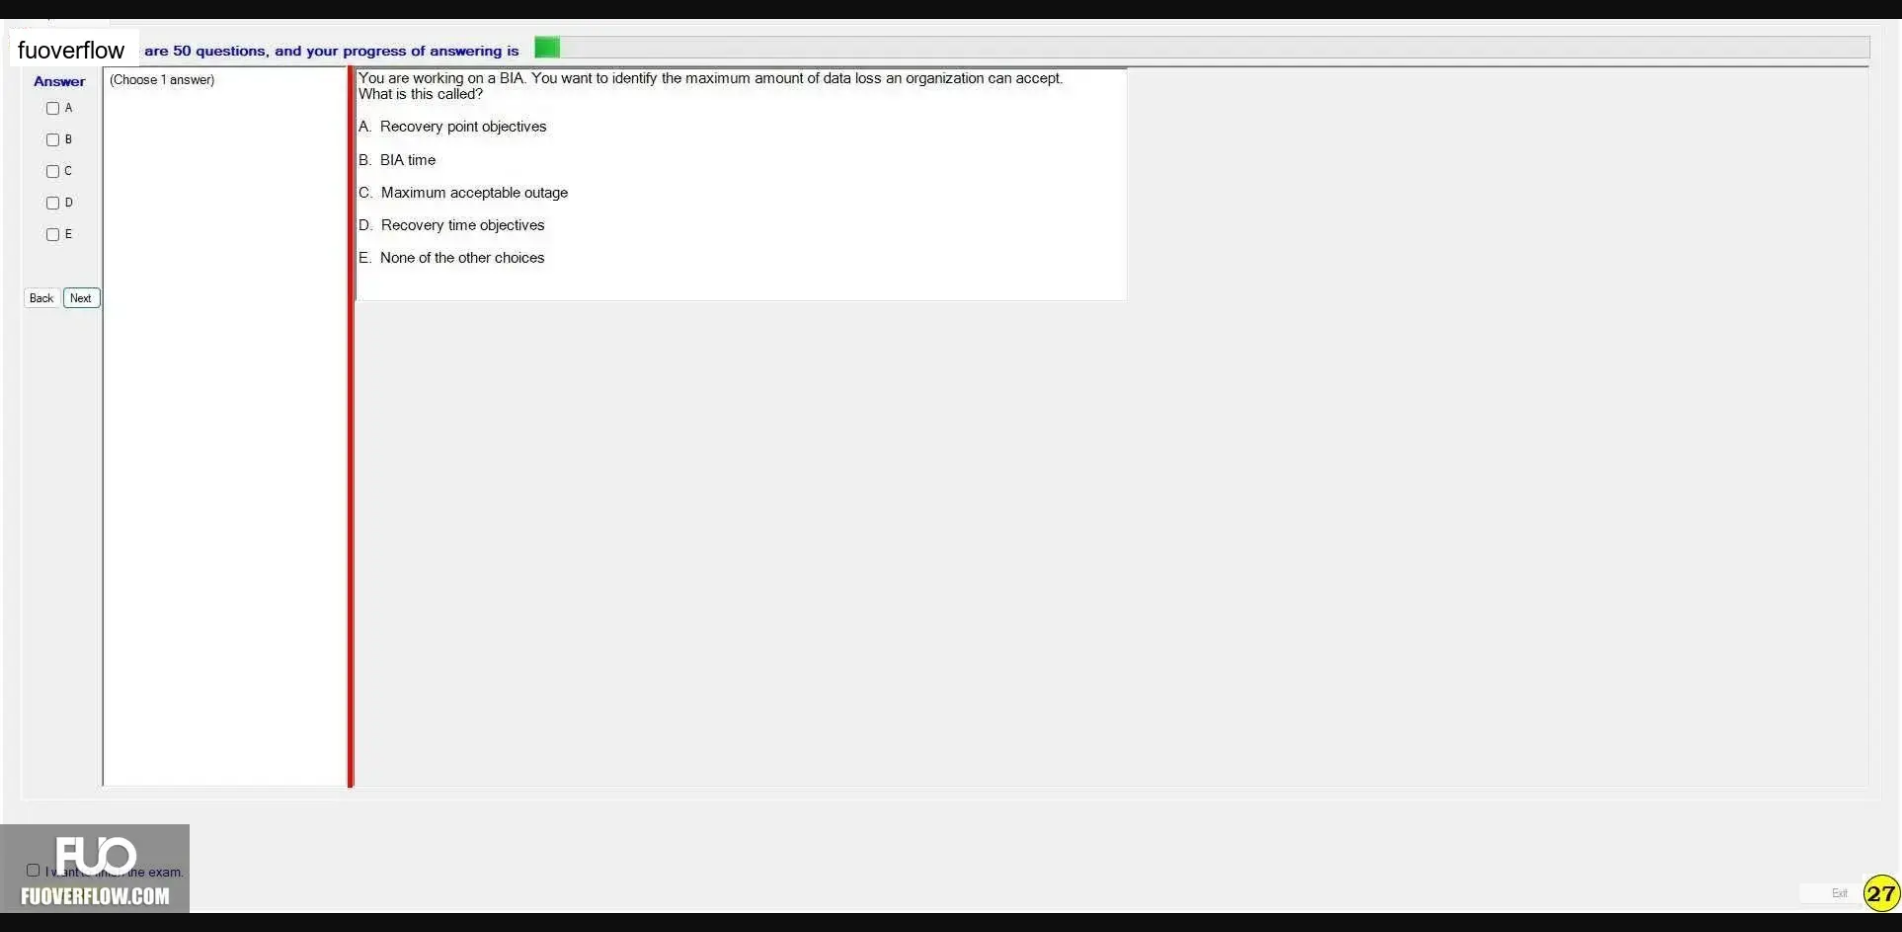 fuoverflow are 50 questions, and your progress of answering is
Answer
(Choose 1 answer)
A
B
C
D
E
Back Next
You are working on a BIA. You want to identify the maximum amount of data loss an organization can accept.
What is this called?
A. Recovery point objectives
B. BIA time
C. Maximum acceptable outage
D. Recovery time objectives
E. None of the other choices
FUO
I want to finish the exam.
FUOVERFLOW.COM
Exit
27